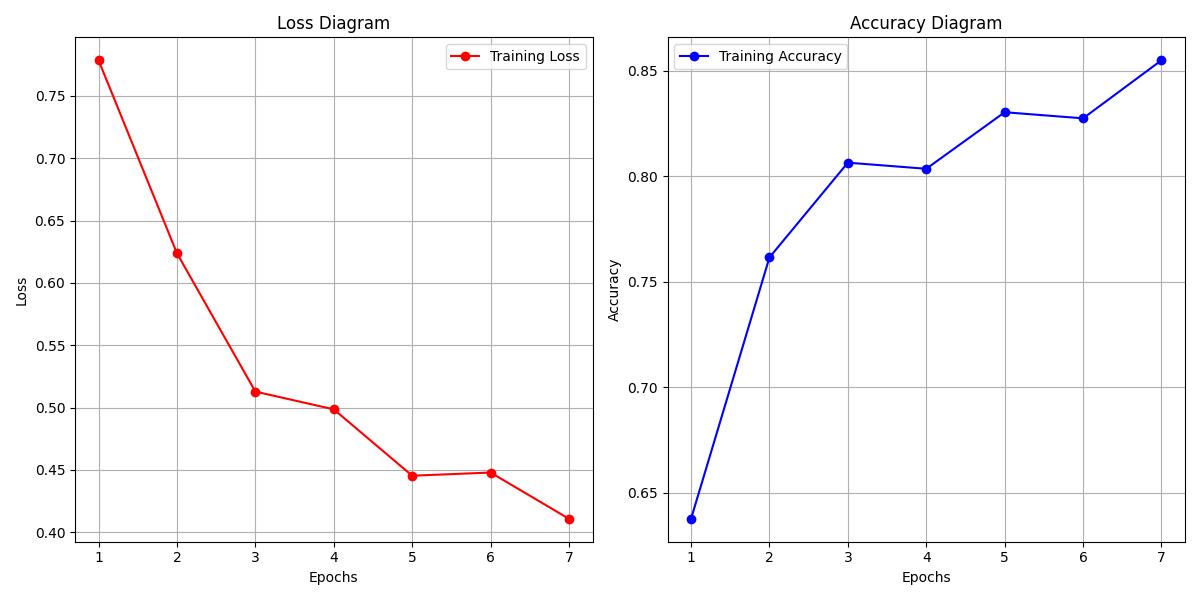 Loss Diagram
Training Loss
0.75
0.70
0.65
0.60
0.55
0.50
0.45
0.40
Loss
1 2 3 4 5 6 7
Epochs
Accuracy Diagram
Training Accuracy
0.85
0.80
0.75
0.70
0.65
Accuracy
1 2 3 4 5 6 7
Epochs